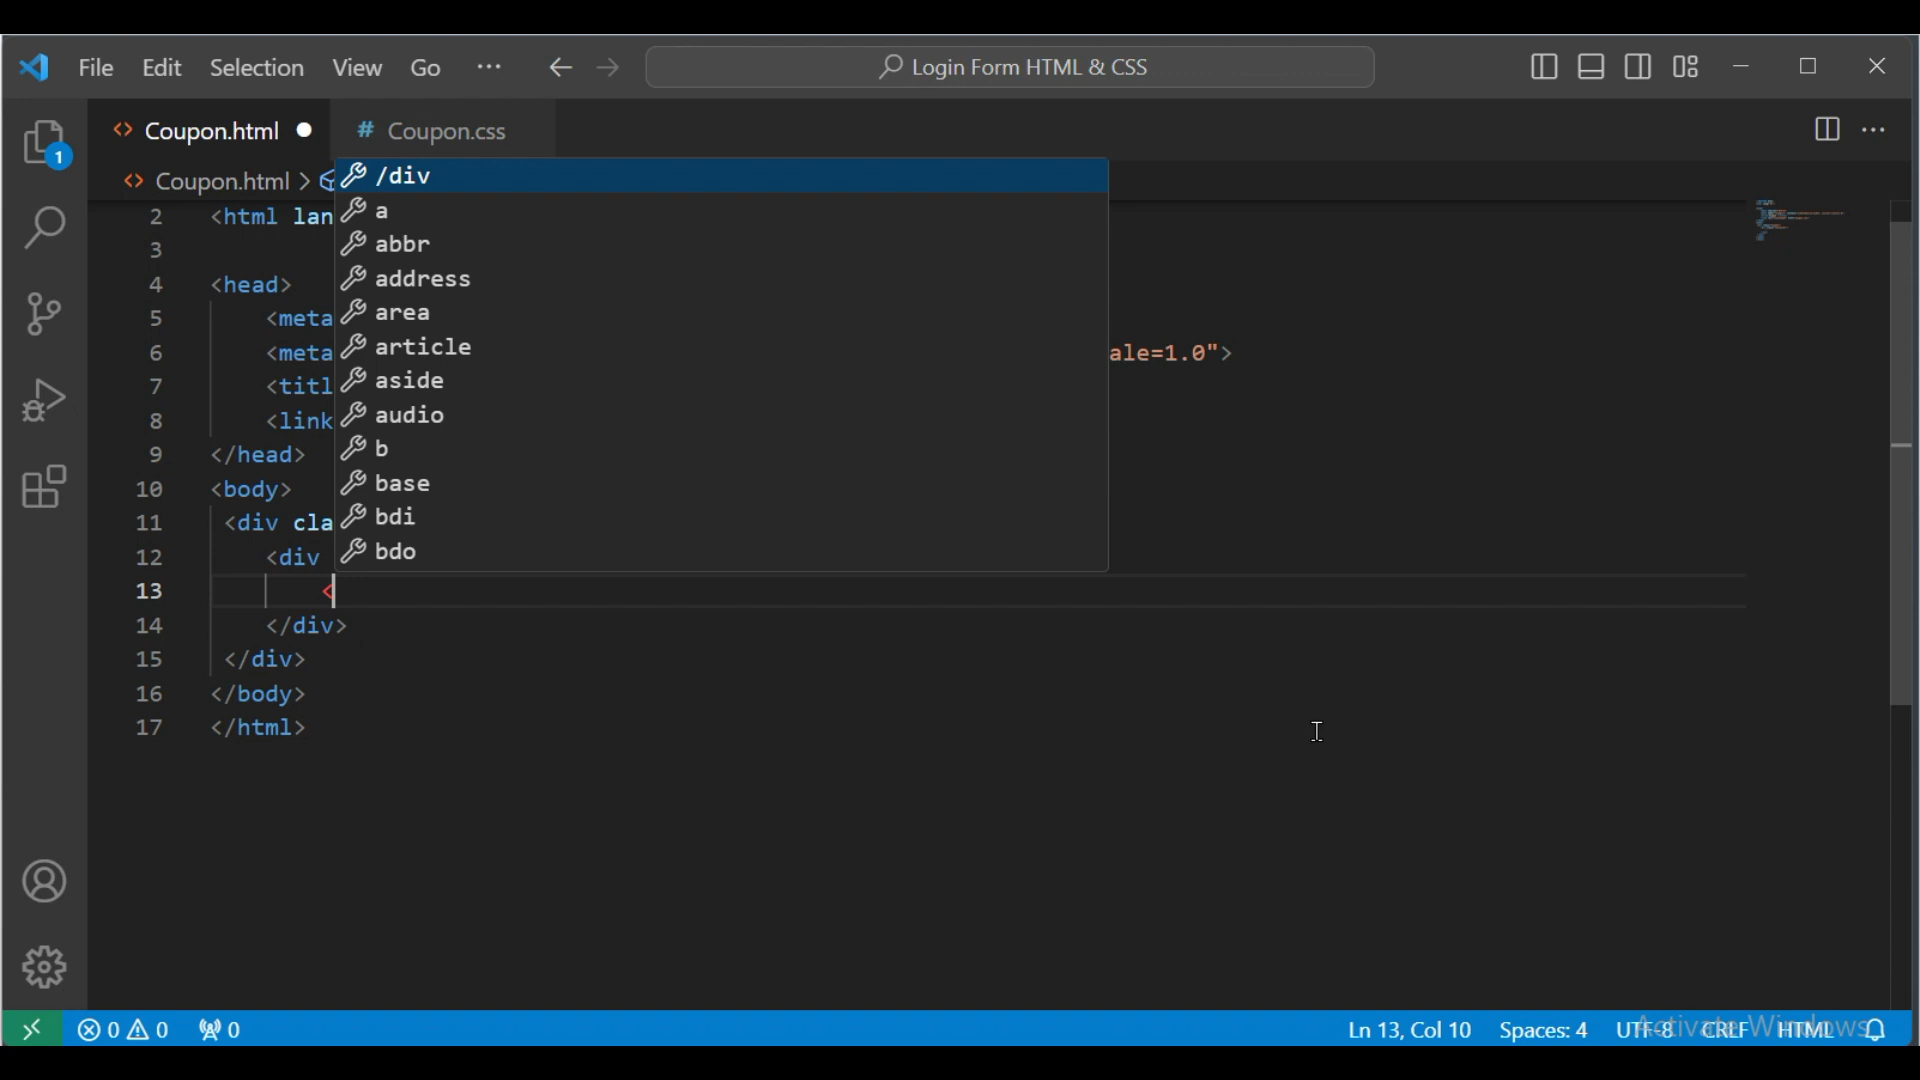 File Edit Selection View Go ··· Login Form HTML & CSS
<> Coupon.html ● # Coupon.css
<> Coupon.html >
/div
a
abbr
address
area
article
aside
audio
b
base
bdi
bdo
2 <html lan
3
4 <head>
5 <meta
6 <meta ale=1.0">
7 <titl
8 <link
9 </head>
10 <body>
11 <div cla
12 <div
13 <
14 </div>
15 </div>
16 </body>
17 </html>
1
0 0 0 Ln 13, Col 10 Spaces: 4 UTF-8 CRLF HTML
Activate Windows